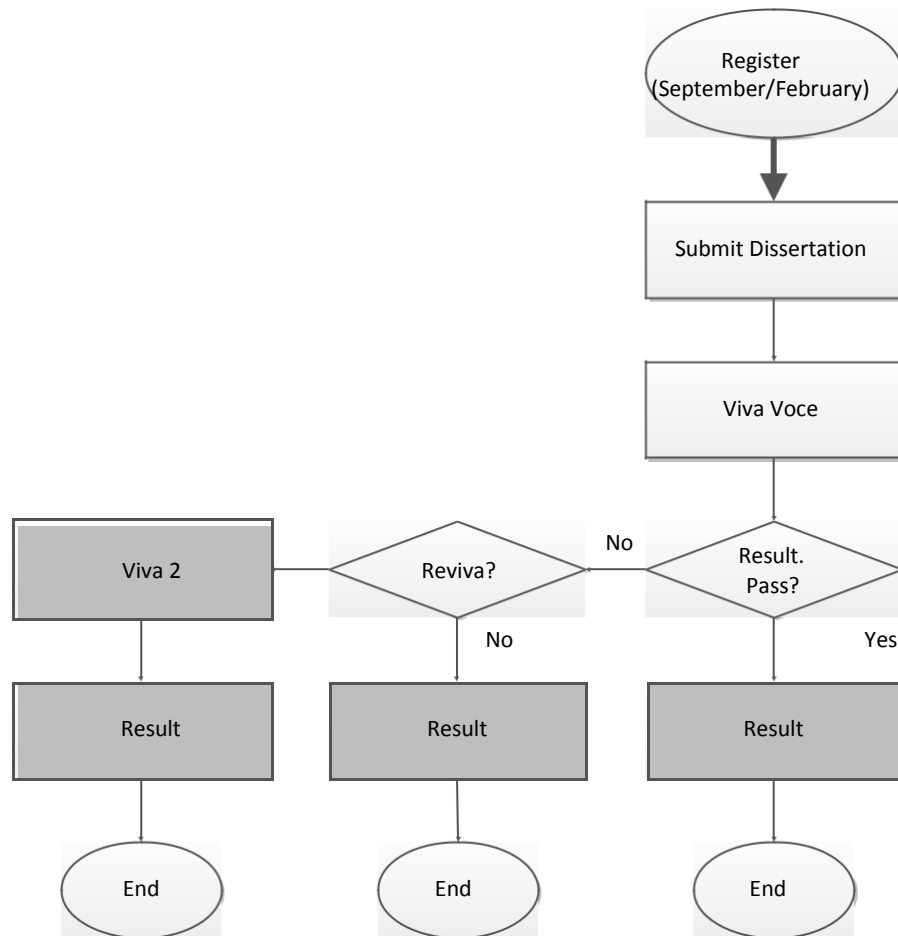 Register
(September/February)
Submit Dissertation
Viva Voce
Result.
Pass?
No
Reviva?
Viva 2
No
Yes
Result
Result
Result
End
End
End